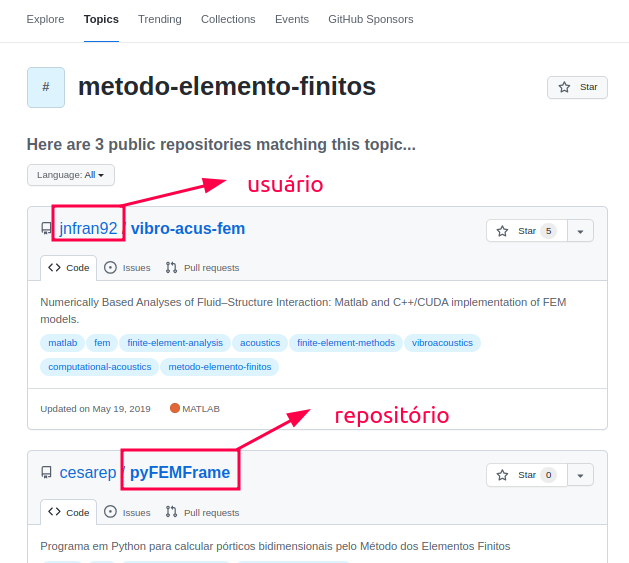 Explore Topics Trending Collections Events GitHub Sponsors
# metodo-elemento-finitos Star
Here are 3 public repositories matching this topic...
Language: All
usuário
jnfran92 / vibro-acus-fem Star 5
Code Issues Pull requests
Numerically Based Analyses of Fluid–Structure Interaction: Matlab and C++/CUDA implementation of FEM
models.
matlab fem finite-element-analysis acoustics finite-element-methods vibroacoustics
computational-acoustics metodo-elemento-finitos
Updated on May 19, 2019 MATLAB
repositório
cesarep / pyFEMFrame Star 0
Code Issues Pull requests
Programa em Python para calcular pórticos bidimensionais pelo Método dos Elementos Finitos